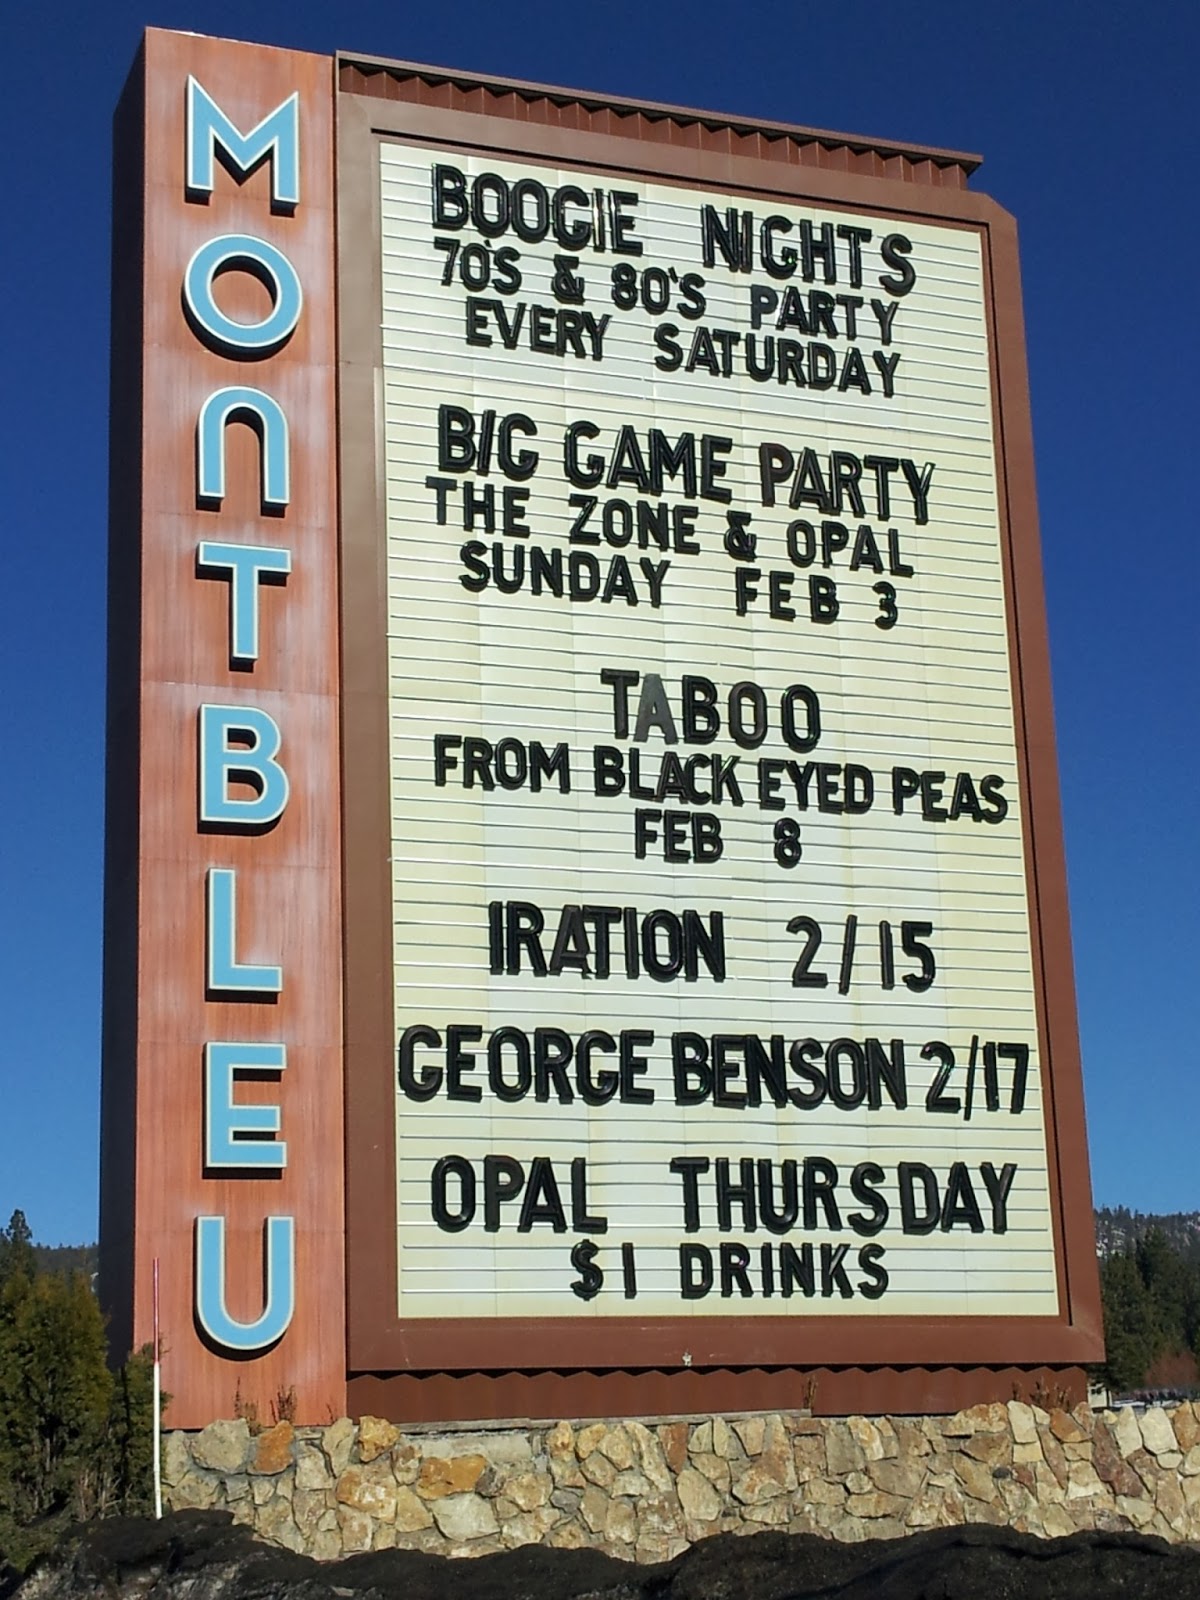 MONTBLEU
BOOGIE NIGHTS
70'S & 80'S PARTY
EVERY SATURDAY
BIG GAME PARTY
THE ZONE & OPAL
SUNDAY FEB 3
TABOO
FROM BLACK EYED PEAS
FEB 8
IRATION 2/15
GEORGE BENSON 2/17
OPAL THURSDAY
$1 DRINKS